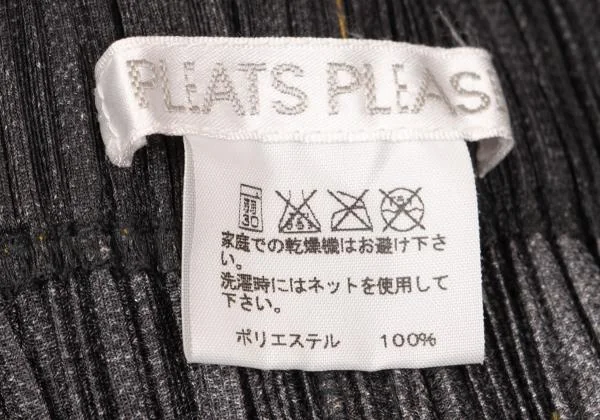 PLEATS PLEAS
弱
30
家庭での乾燥機はお避け下さ
い。
洗濯時にはネットを使用して
下さい。
ポリエステル 100%